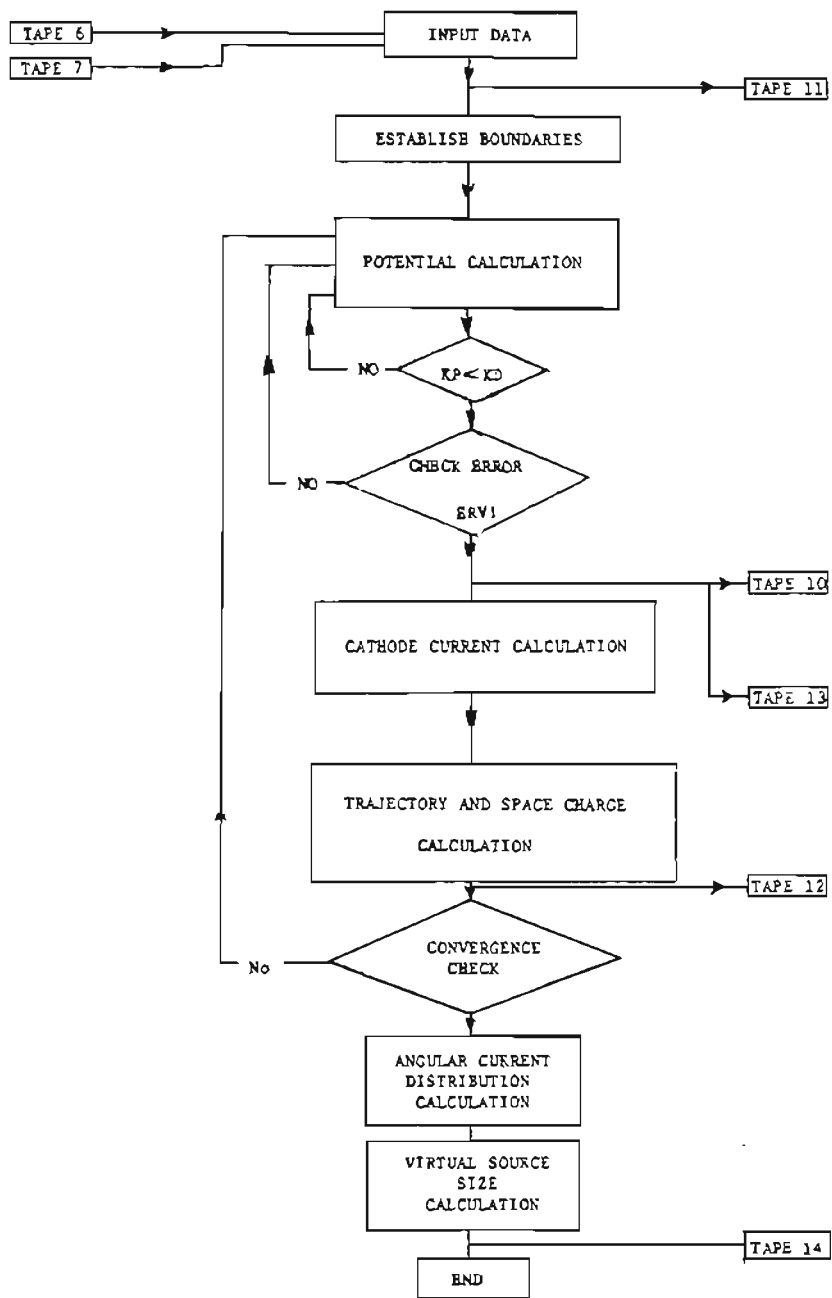 TAPE 6
INPUT DATA
TAPE 7
TAPE 11
ESTABLISH BOUNDARIES
POTENTIAL CALCULATION
NO
CHECK ERROR
NO
ERV1
TAPE 10
CATHODE CURRENT CALCULATION
TAPE 13
TRAJECTORY AND SPACE CHARGE
CALCULATION
TAPE 12
CONVERGENCE
CHECK
No
ANGULAR CURRENT
DISTRIBUTION
CALCULATION
VIRTUAL SOURCE
SIZE
CALCULATION
TAPE 14
END